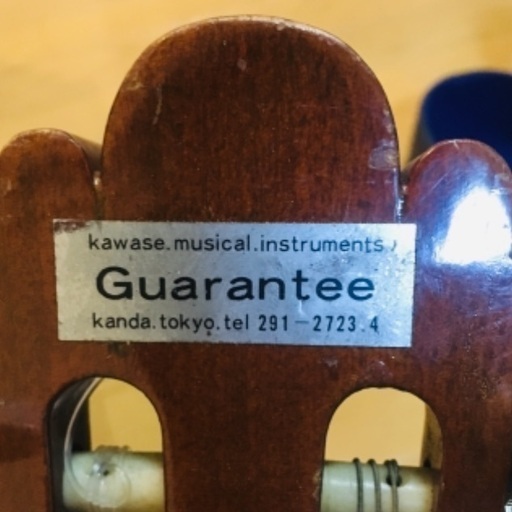 kawase.musical.instruments
Guarantee
kanda.tokyo.tel 291-2723.4